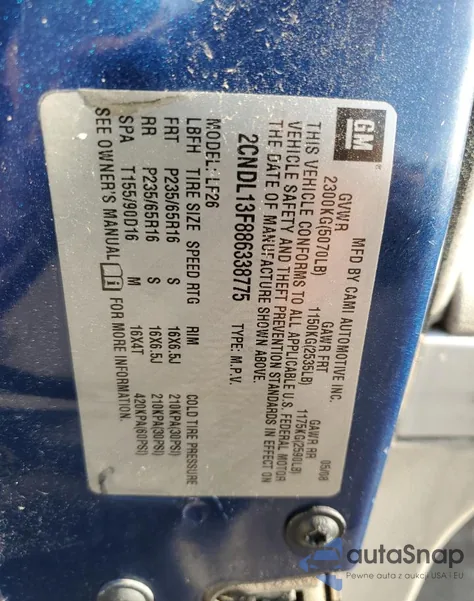 GM
MFD BY CAMI AUTOMOTIVE INC.
05/08
GVWR
GAWR FRT
GAWR RR
2300KG(5070LB)
1150KG(2535LB)
1175KG(2590LB)
THIS VEHICLE CONFORMS TO ALL APPLICABLE U.S. FEDERAL MOTOR
VEHICLE SAFETY AND THEFT PREVENTION STANDARDS IN EFFECT ON
THE DATE OF MANUFACTURE SHOWN ABOVE.
2CNDL13F886338775 TYPE: M.P.V.
MODEL: LF26
LBFH TIRE SIZE SPEED RTG RIM COLD TIRE PRESSURE
FRT P235/65R16 S 16X6.5J 210KPA(30PSI)
RR P235/65R16 S 16X6.5J 210KPA(30PSI)
SPA T155/90D16 M 16X4T 420KPA(60PSI)
SEE OWNER'S MANUAL FOR MORE INFORMATION.
autaSnap
Pewne auta z aukcji USA i EU